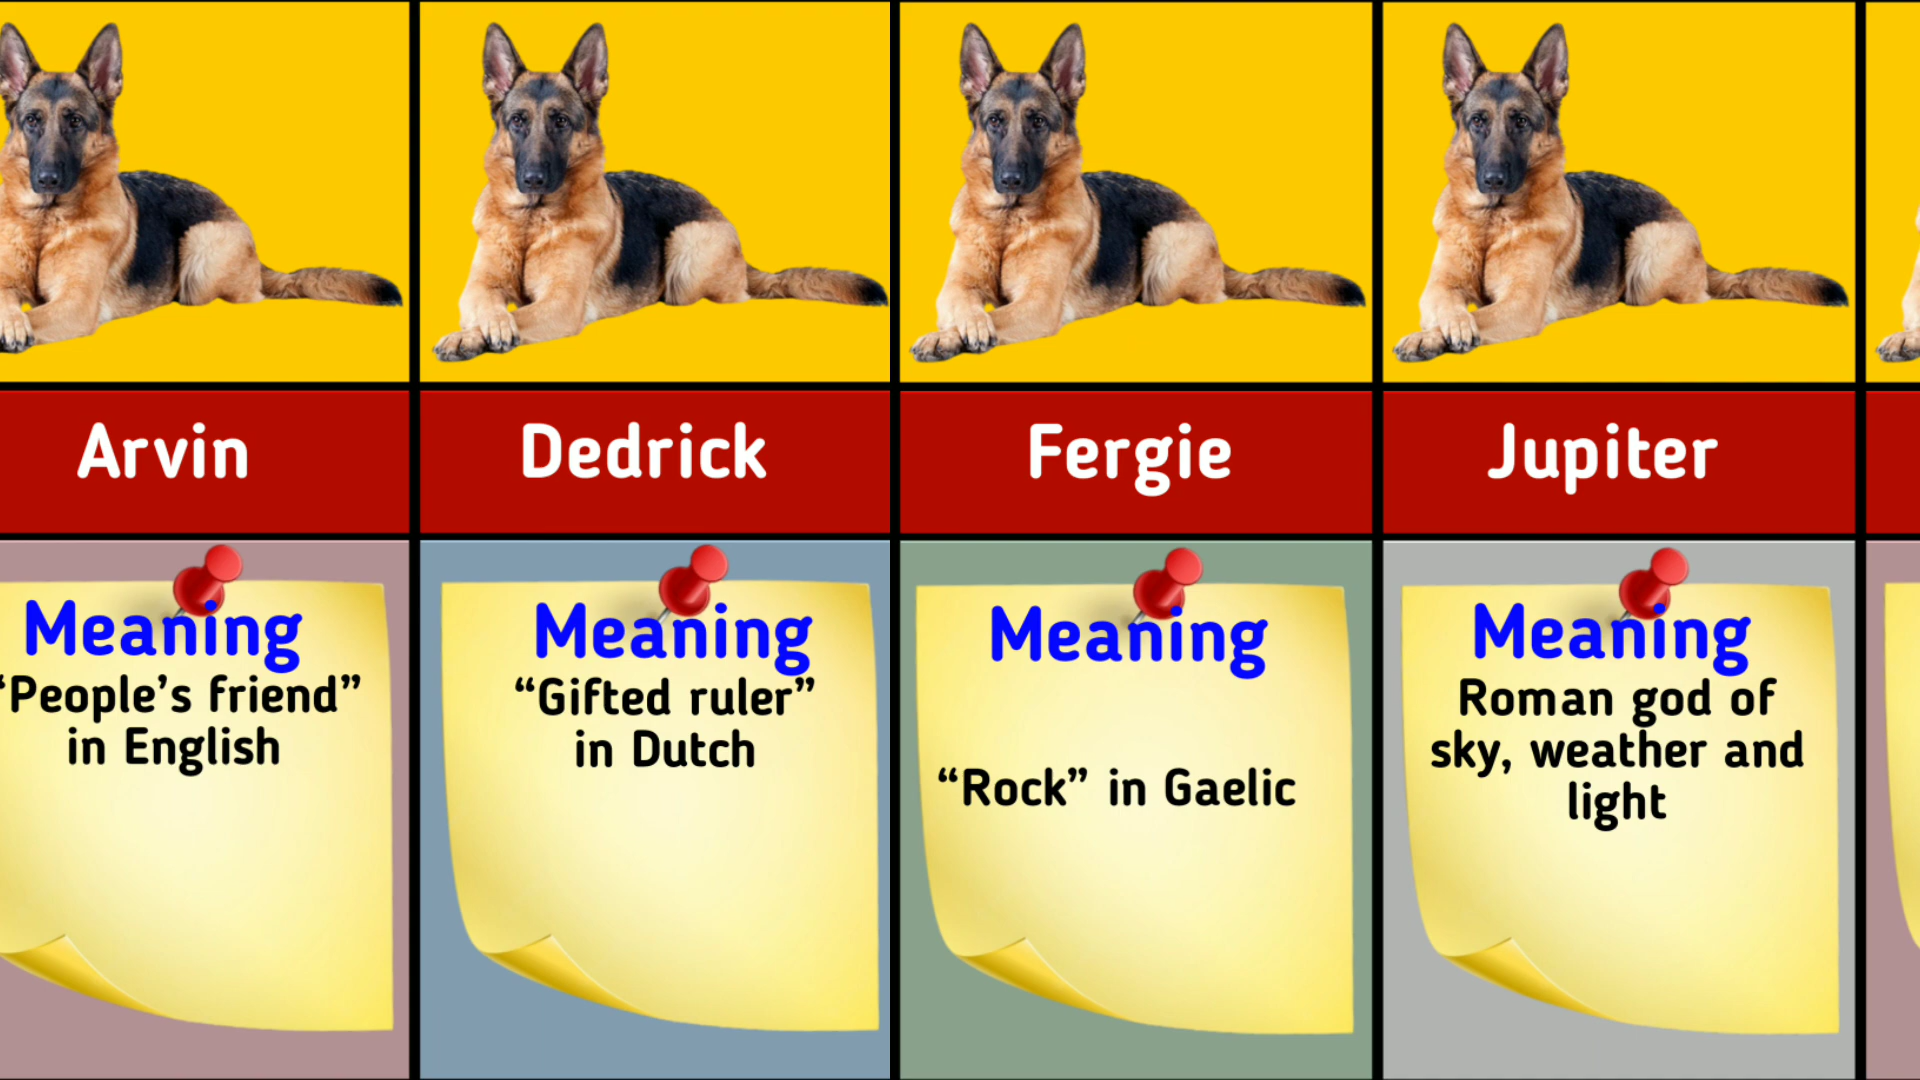 Arvin
Dedrick
Fergie
Jupiter
Meaning
“People’s friend”
in English
Meaning
“Gifted ruler”
in Dutch
Meaning
“Rock” in Gaelic
Meaning
Roman god of
sky, weather and
light